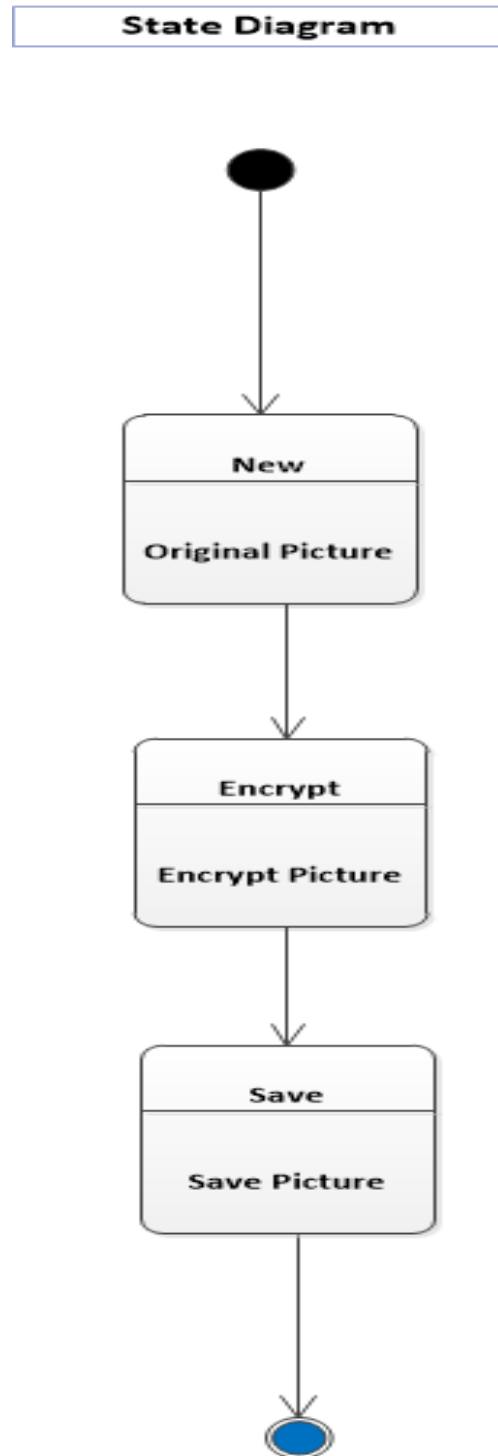 State Diagram
New
Original Picture
Encrypt
Encrypt Picture
Save
Save Picture